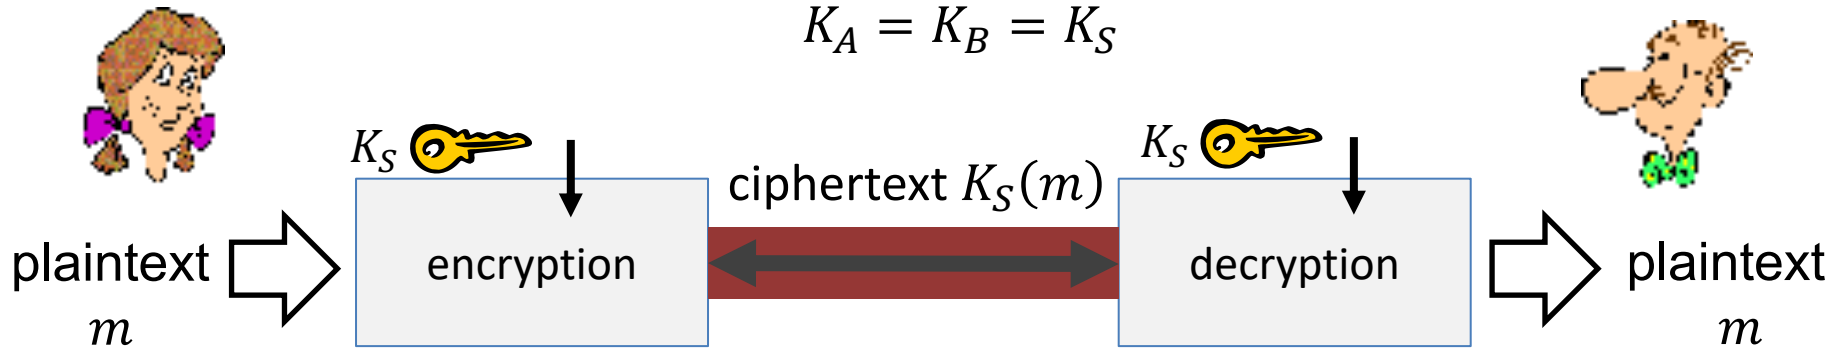 K_A = K_B = K_S
K_S
K_S
ciphertext K_S(m)
plaintext
m
encryption
decryption
plaintext
m